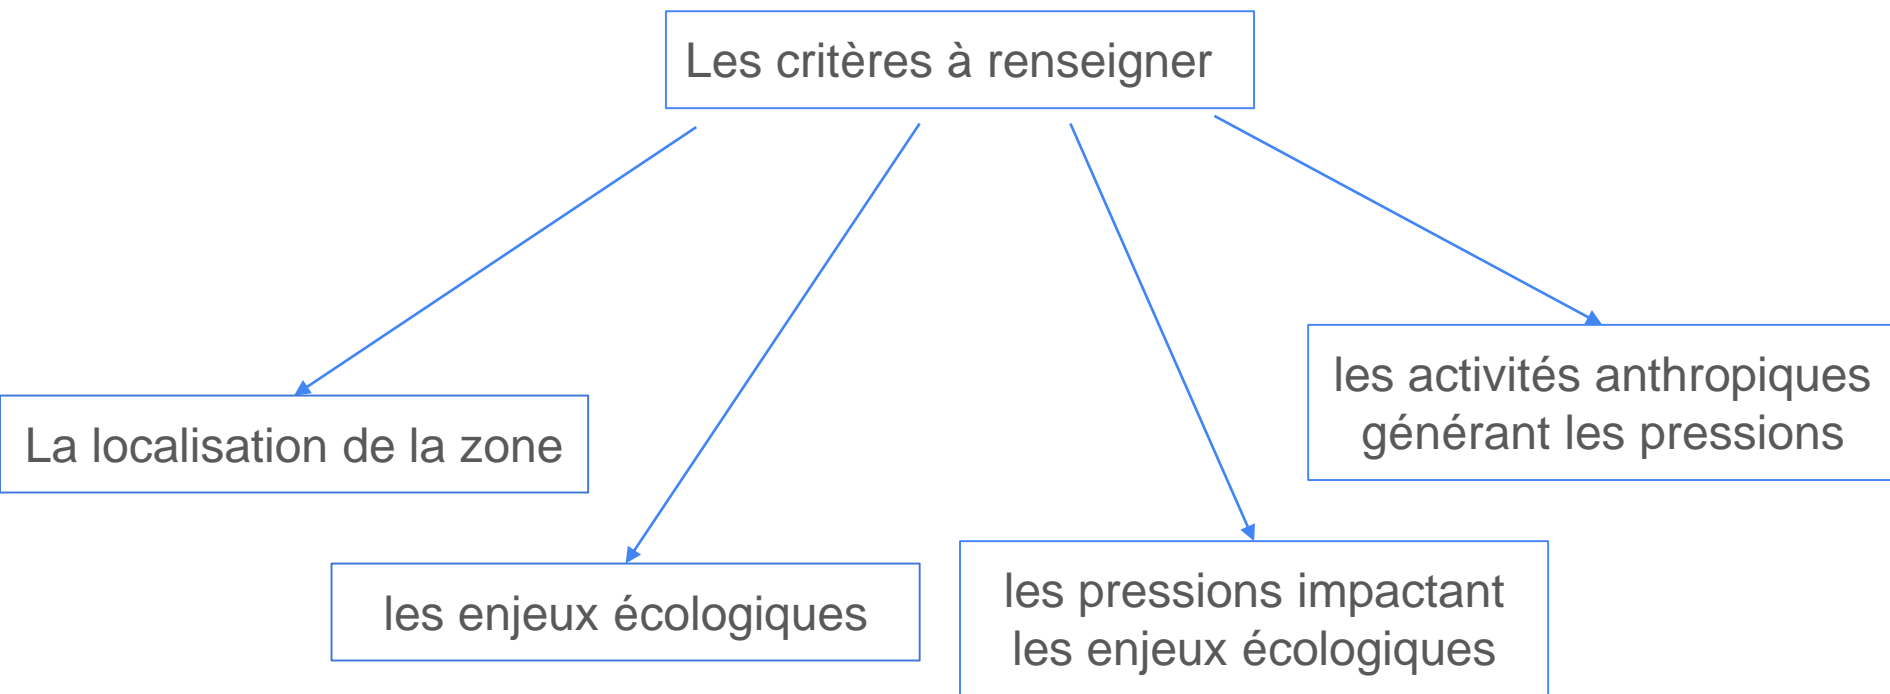 Les critères à renseigner
La localisation de la zone
les enjeux écologiques
les pressions impactant
les enjeux écologiques
les activités anthropiques
générant les pressions